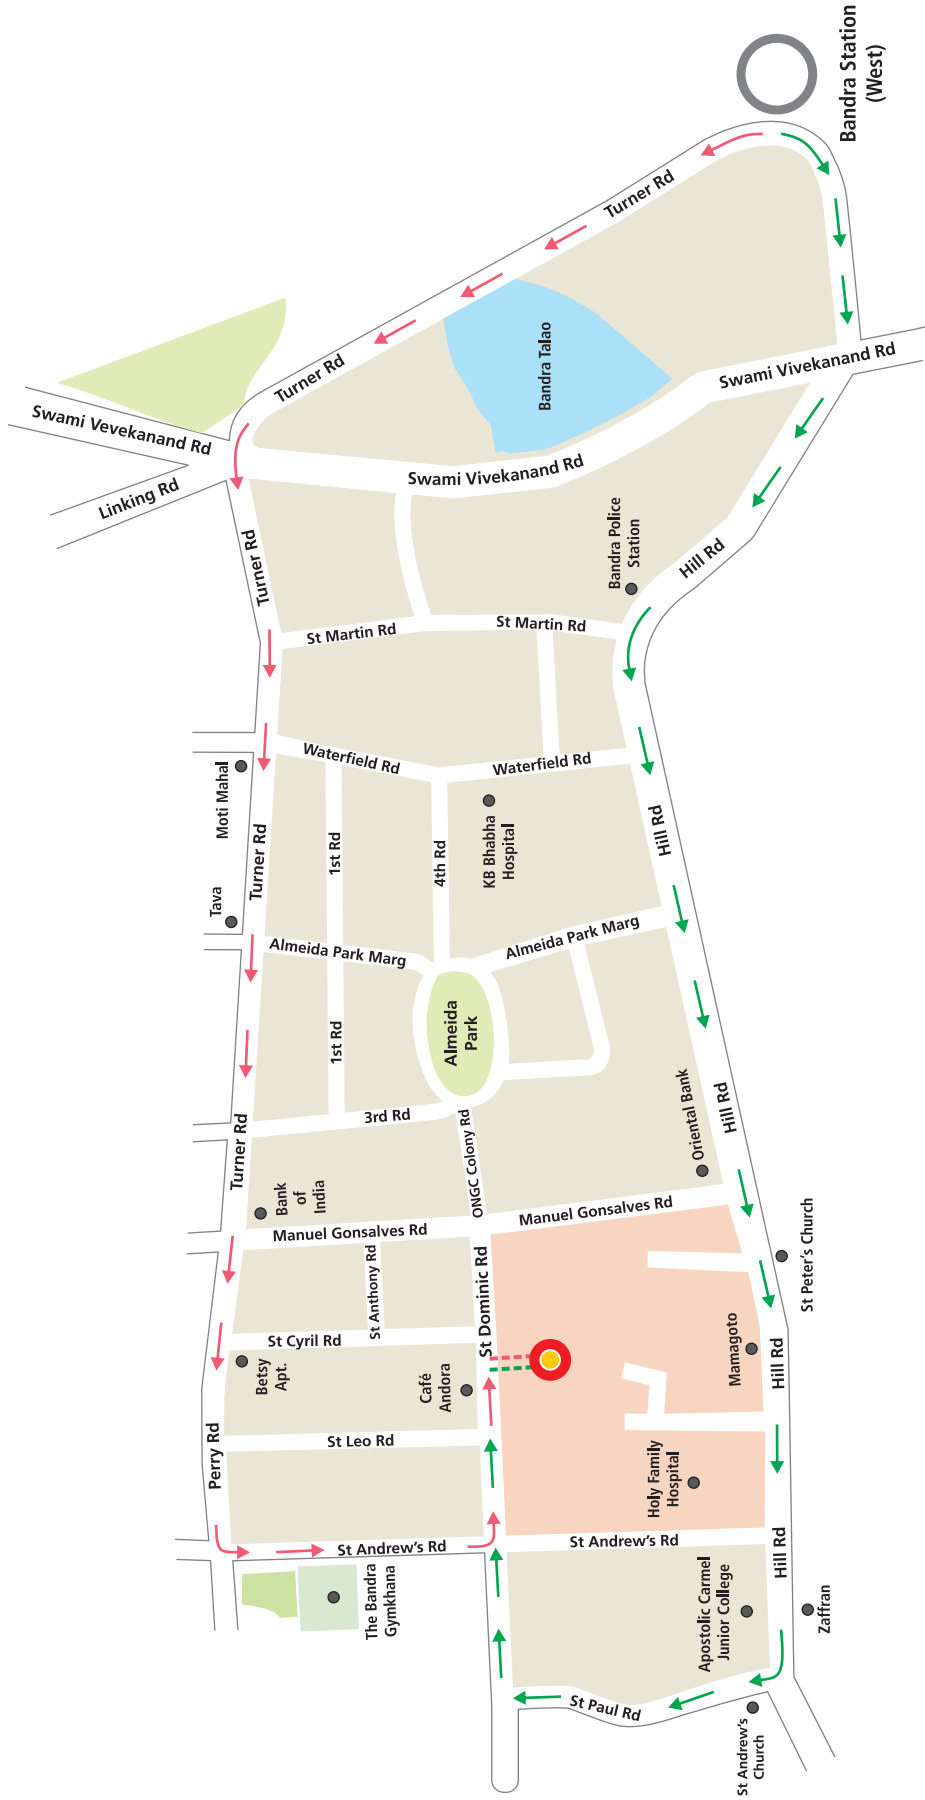 Bandra Station
(West)
Turner Rd
Bandra Talao
Turner Rd
Swami Vivekanand Rd
Swami Vevekanand Rd
Linking Rd
Swami Vivekanand Rd
Turner Rd
Bandra Police
Station
Hill Rd
St Martin Rd
St Martin Rd
Waterfield Rd
Waterfield Rd
Moti Mahal
Turner Rd
1st Rd
4th Rd
KB Bhabha
Hospital
Hill Rd
Tava
Almeida Park Marg
Almeida Park Marg
1st Rd
Almeida
Park
Turner Rd
3rd Rd
ONGC Colony Rd
Oriental Bank
Hill Rd
Bank
of
India
Manuel Gonsalves Rd
Manuel Gonsalves Rd
St Anthony Rd
St Dominic Rd
St Peter's Church
St Cyril Rd
Betsy
Apt.
Café
Andora
Mamagoto
Hill Rd
Perry Rd
St Leo Rd
Holy Family
Hospital
St Andrew's Rd
St Andrew's Rd
Hill Rd
The Bandra
Gymkhana
Apostolic Carmel
Junior College
Zaffran
St Paul Rd
St Andrew's
Church